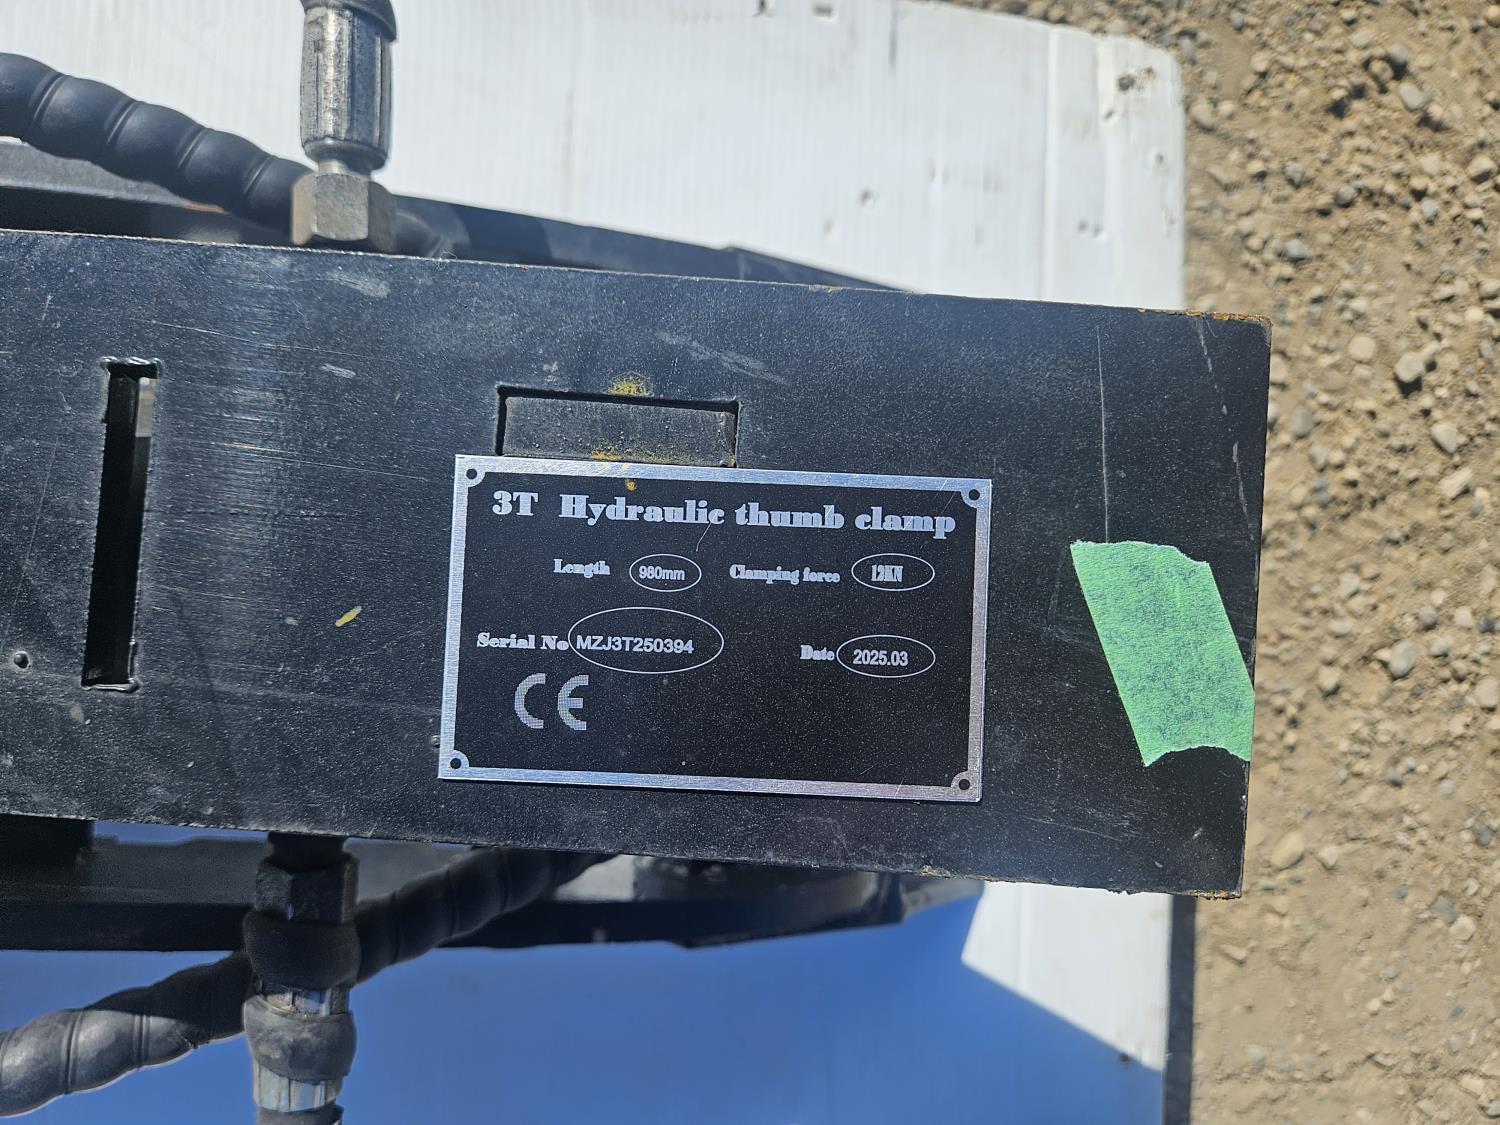 3T Hydraulic thumb clamp
Length 980mm Clamping force 12KN
Serial No MZJ3T250394 Date 2025.03
CE